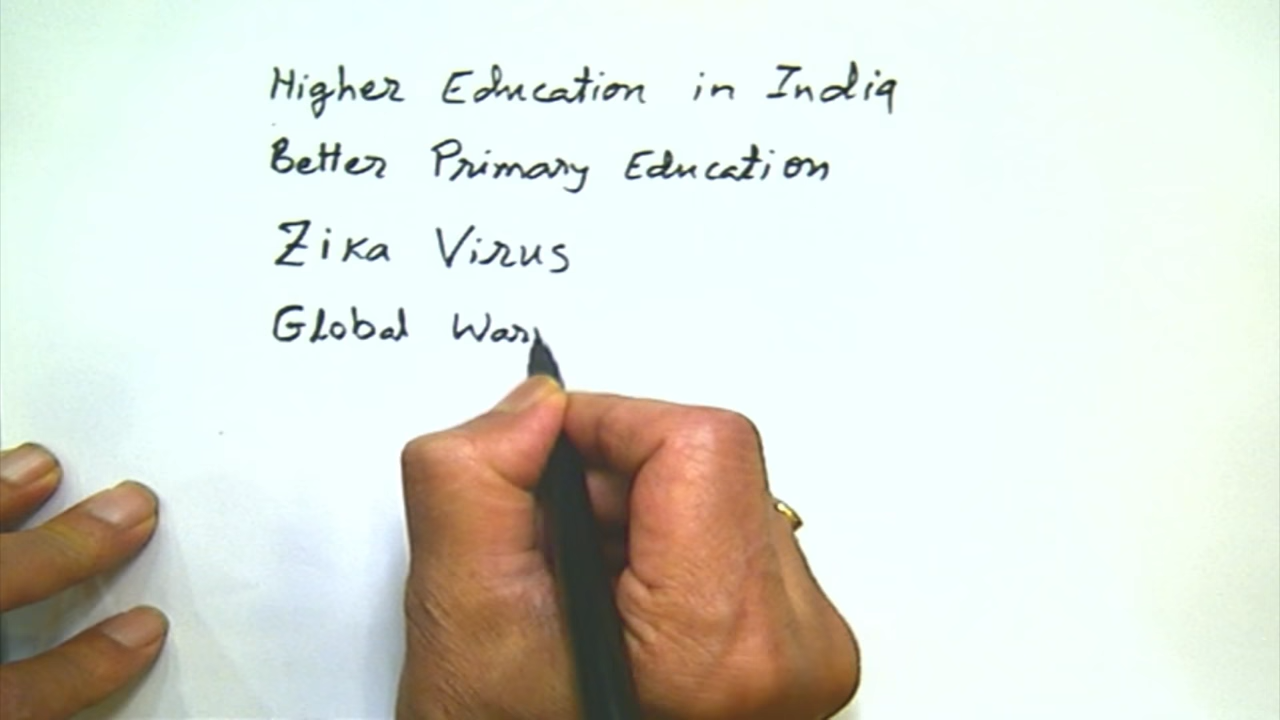 Higher Education in India
Better Primary Education
Zika Virus
Global War